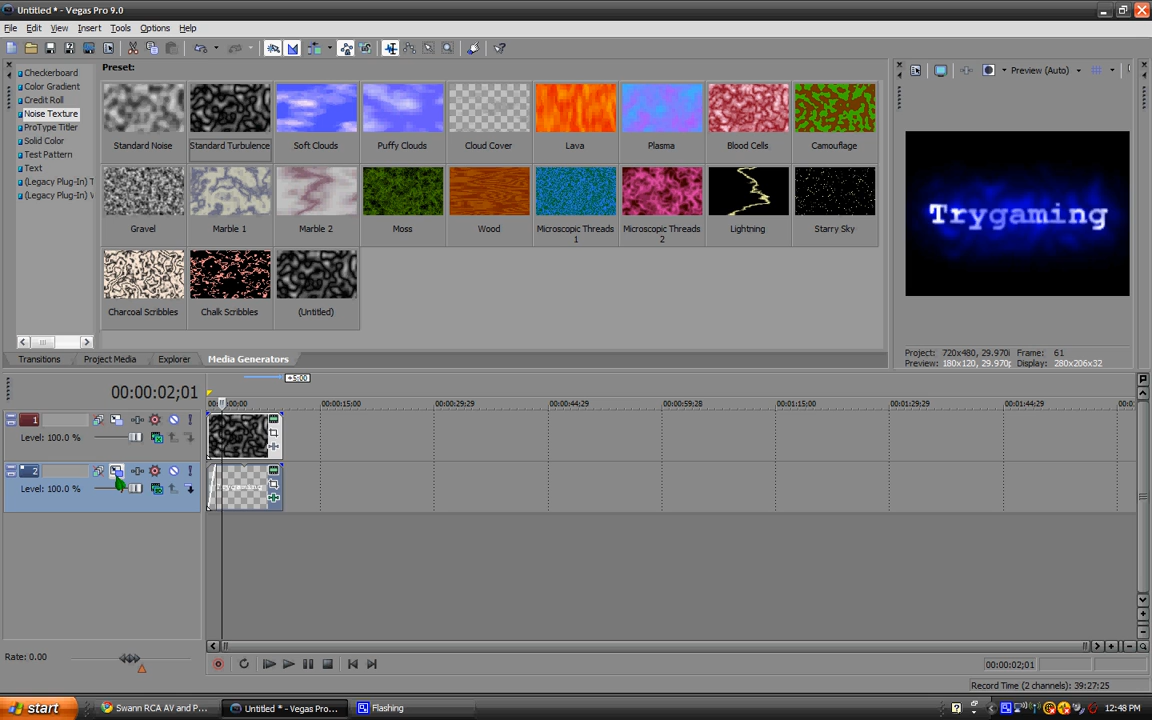 Untitled * - Vegas Pro 9.0
File Edit View Insert Tools Options Help
Checkerboard
Color Gradient
Credit Roll
Noise Texture
ProType Titler
Solid Color
Test Pattern
Text
(Legacy Plug-In) T
(Legacy Plug-In) V
Preset:
Standard Noise Standard Turbulence Soft Clouds Puffy Clouds Cloud Cover Lava Plasma Blood Cells Camouflage
Gravel Marble 1 Marble 2 Moss Wood Microscopic Threads 1 Microscopic Threads 2 Lightning Starry Sky
Charcoal Scribbles Chalk Scribbles (Untitled)
Preview (Auto)
Trygaming
Project: 720x480, 29.970i Frame: 61
Preview: 180x120, 29.970p Display: 280x206x32
Transitions Project Media Explorer Media Generators
00:00:02;01
+5:00
00:00:15;00 00:00:29;29 00:00:44;29 00:00:59;28 00:01:15;00 00:01:29;29 00:01:44;29
1
Level: 100.0 %
2
Level: 100.0 %
Trygaming
Rate: 0.00
00:00:02;01
Record Time (2 channels): 39:27:25
start Swann RCA AV and P... Untitled * - Vegas Pro... Flashing 12:48 PM